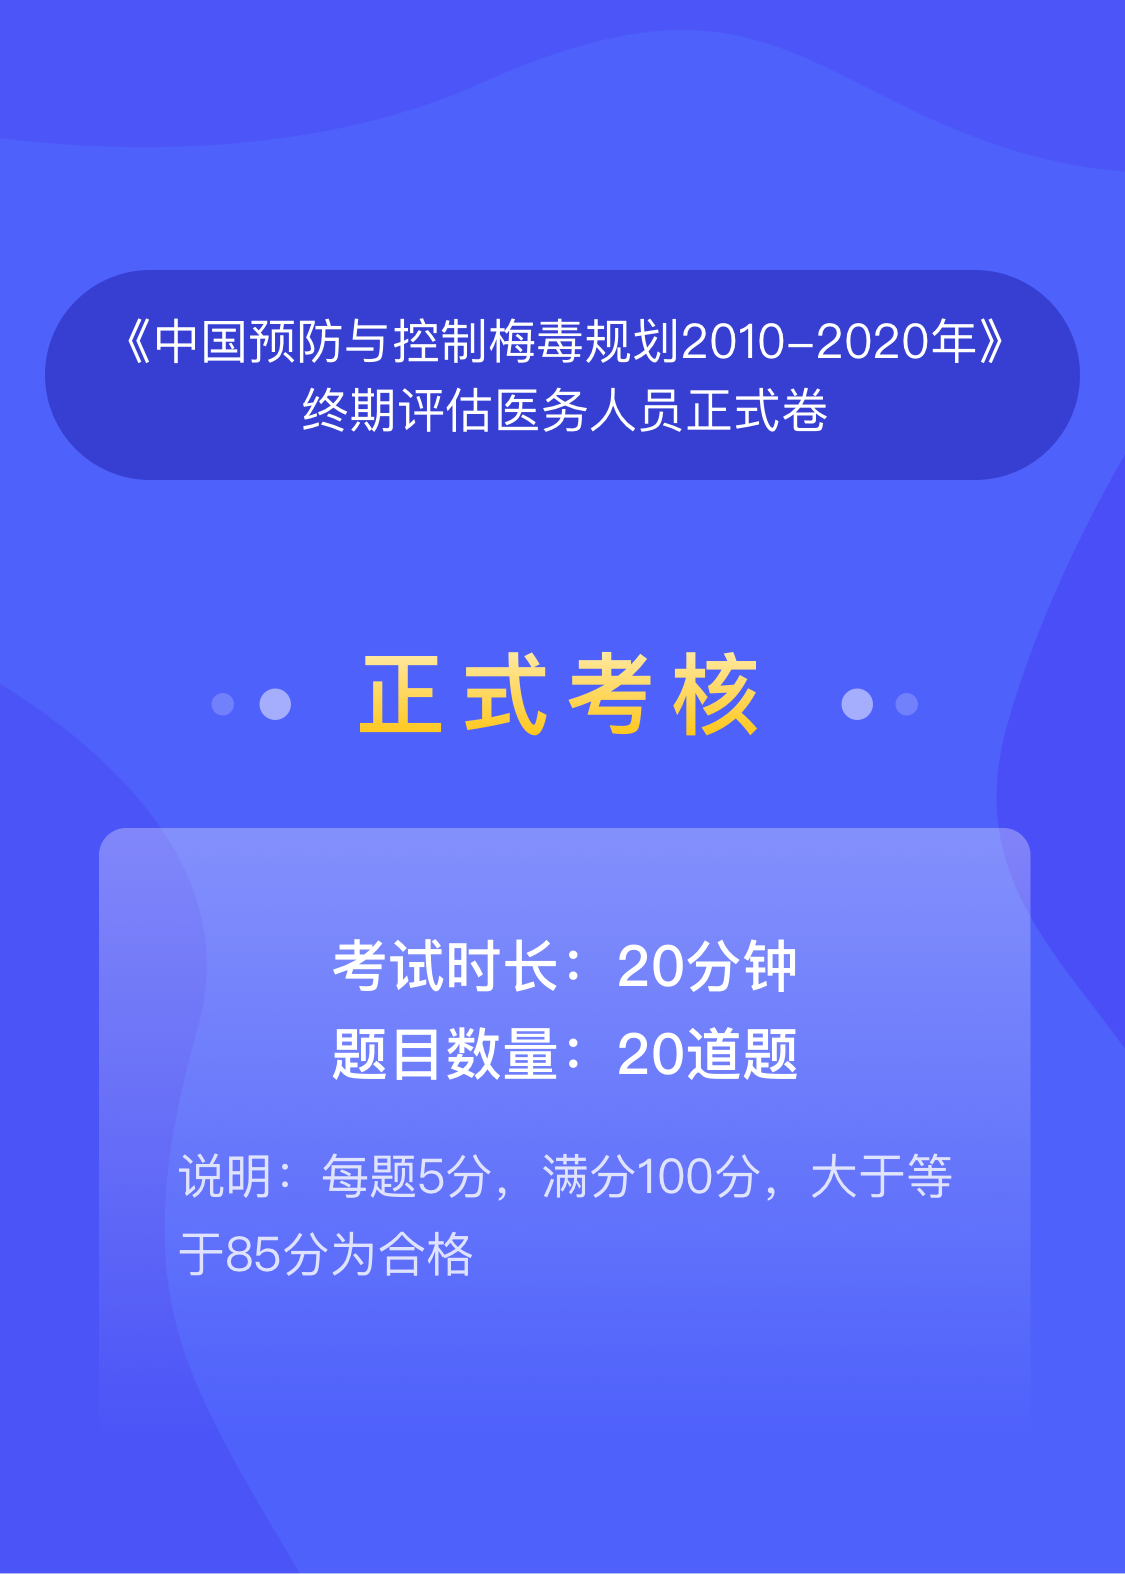 《中国预防与控制梅毒规划2010-2020年》
终期评估医务人员正式卷
正式考核
考试时长：20分钟
题目数量：20道题
说明：每题5分，满分100分，大于等
于85分为合格